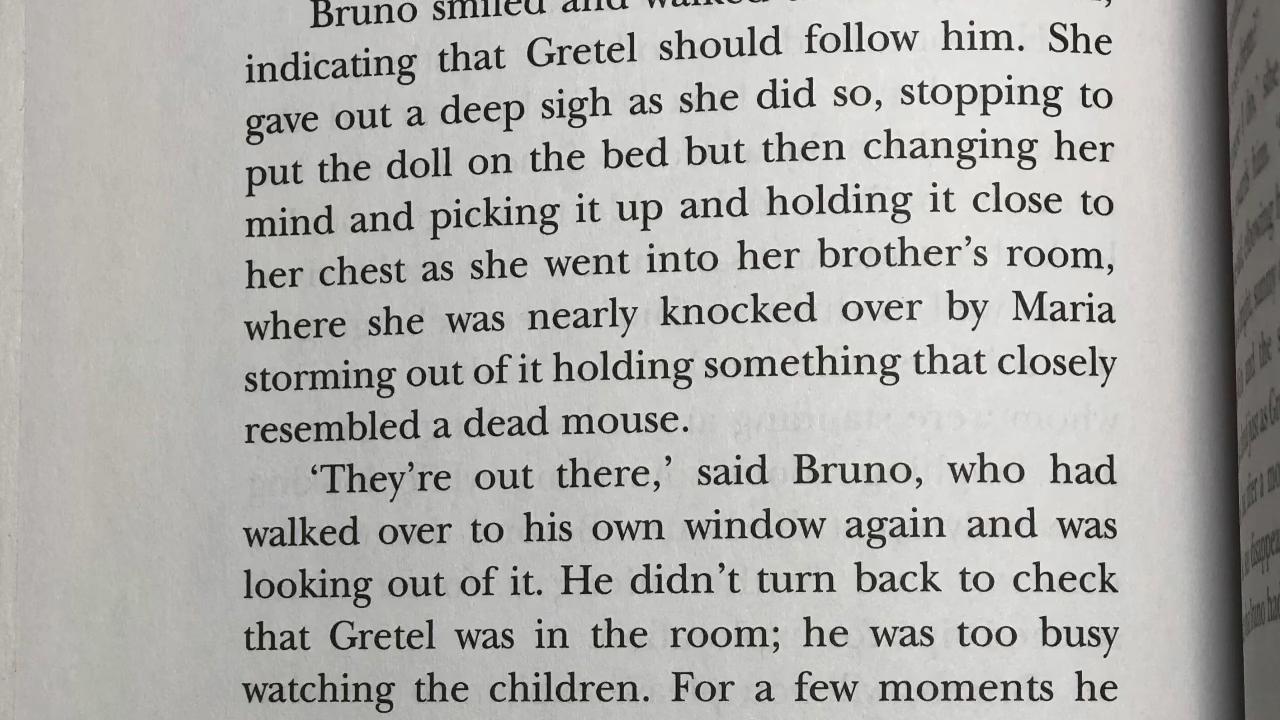 Bruno smiled and walked
indicating that Gretel should follow him. She
gave out a deep sigh as she did so, stopping to
put the doll on the bed but then changing her
mind and picking it up and holding it close to
her chest as she went into her brother’s room,
where she was nearly knocked over by Maria
storming out of it holding something that closely
resembled a dead mouse.
‘They’re out there,’ said Bruno, who had
walked over to his own window again and was
looking out of it. He didn’t turn back to check
that Gretel was in the room; he was too busy
watching the children. For a few moments he